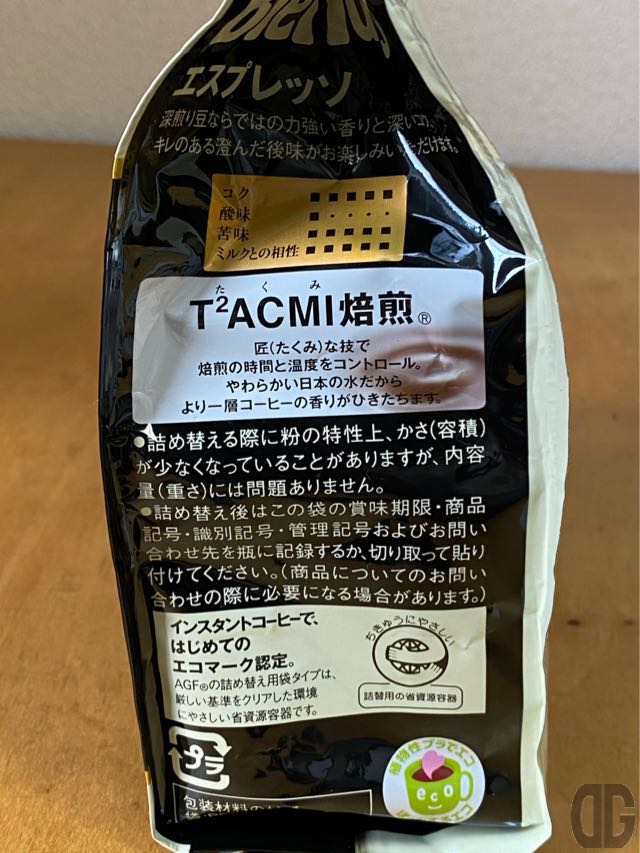 Blendy
エスプレッソ
深煎り豆ならではの力強い香りと深いコク、
キレのある澄んだ後味がお楽しみいただけます。
コク ■ ■ ■ ■ ■
酸味 ■ ・ ・ ・ ・
苦味 ■ ■ ■ ■ ■
ミルクとの相性 ■ ■ ■ ■ ■
たくみ
T²ACMI焙煎®
匠(たくみ)な技で
焙煎の時間と温度をコントロール。
やわらかい日本の水だから
より一層コーヒーの香りがひきたちます。
●詰め替える際に粉の特性上、かさ(容積)
が少なくなっていることがありますが、内容
量(重さ)には問題ありません。
●詰め替え後はこの袋の賞味期限・商品
記号・識別記号・管理記号およびお問い
合わせ先を瓶に記録するか、切り取って貼り
付けてください。(商品についてのお問い
合わせの際に必要になる場合があります。)
インスタントコーヒーで、
はじめての
エコマーク認定。
AGF®の詰め替え用袋タイプは、
厳しい基準をクリアした環境
にやさしい省資源容器です。
ちきゅうにやさしい
詰替用の省資源容器
プラ
植物性プラでエコ
eco
包装材料の
DG